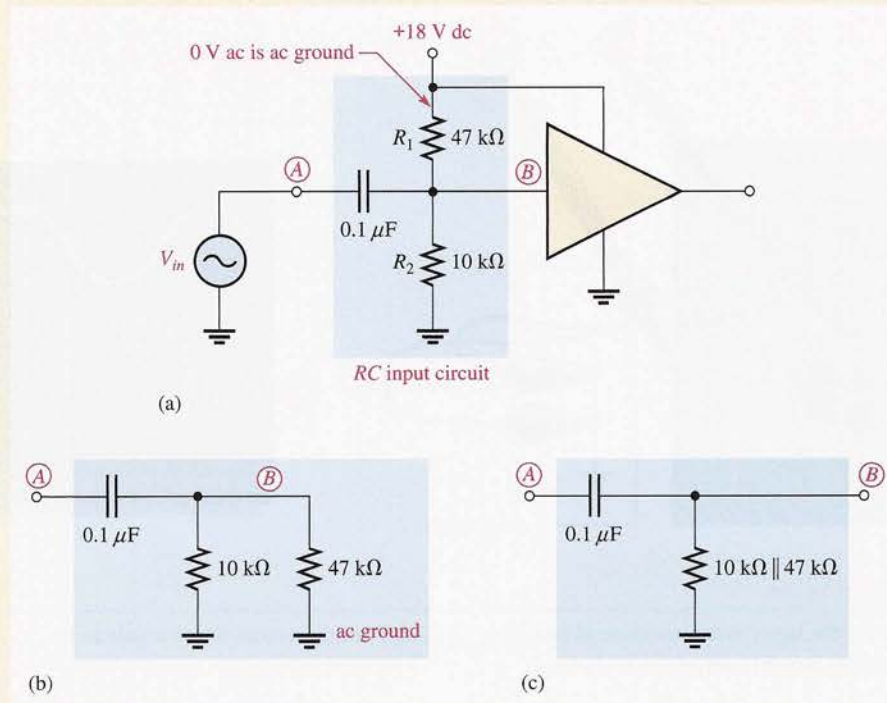 +18 V dc
0 V ac is ac ground
R1 47 kΩ
A
B
0.1 μF
Vin
R2 10 kΩ
RC input circuit
(a)
A
B
0.1 μF
10 kΩ
47 kΩ
ac ground
(b)
A
B
0.1 μF
10 kΩ || 47 kΩ
(c)